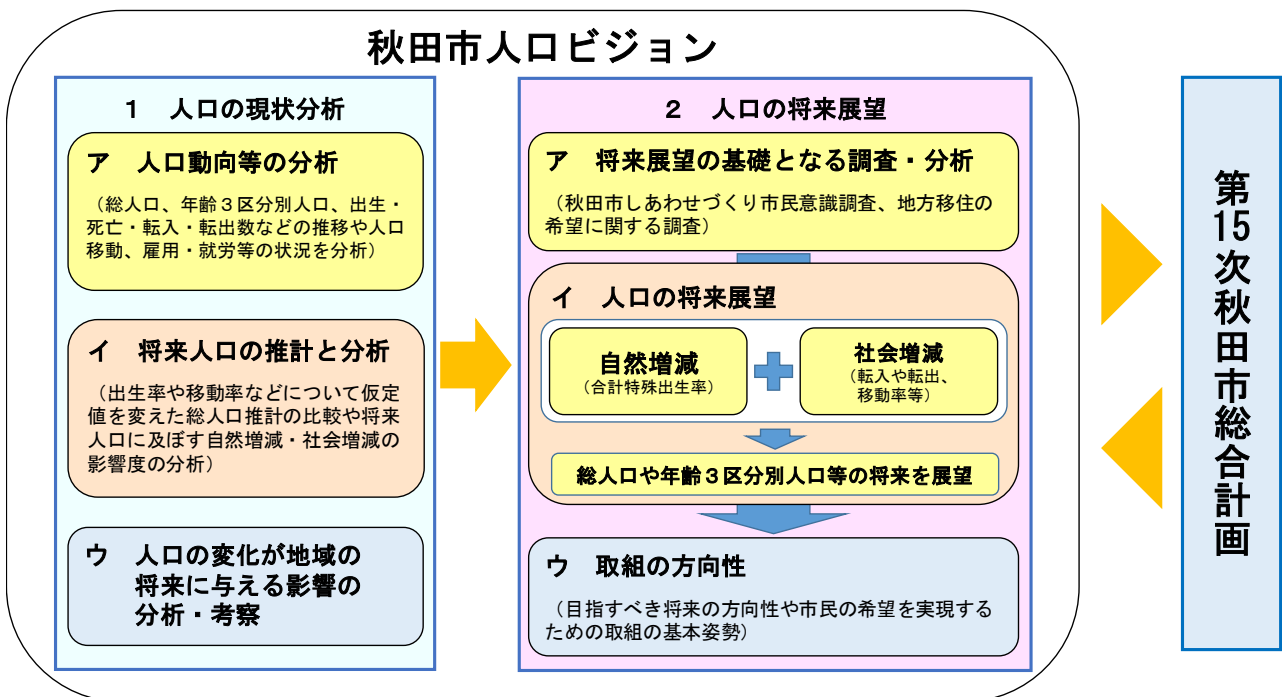 秋田市人口ビジョン
1 人口の現状分析
ア 人口動向等の分析
(総人口、年齢3区分別人口、出生・
死亡・転入・転出数などの推移や人口
移動、雇用・就労等の状況を分析)
イ 将来人口の推計と分析
(出生率や移動率などについて仮定
値を変えた総人口推計の比較や将来
人口に及ぼす自然増減・社会増減の
影響度の分析)
ウ 人口の変化が地域の
将来に与える影響の
分析・考察
2 人口の将来展望
ア 将来展望の基礎となる調査・分析
(秋田市しあわせづくり市民意識調査、地方移住の
希望に関する調査)
イ 人口の将来展望
自然増減
(合計特殊出生率)
社会増減
(転入や転出、
移動率等)
総人口や年齢3区分別人口等の将来を展望
ウ 取組の方向性
(目指すべき将来の方向性や市民の希望を実現する
ための取組の基本姿勢)
第15次秋田市総合計画